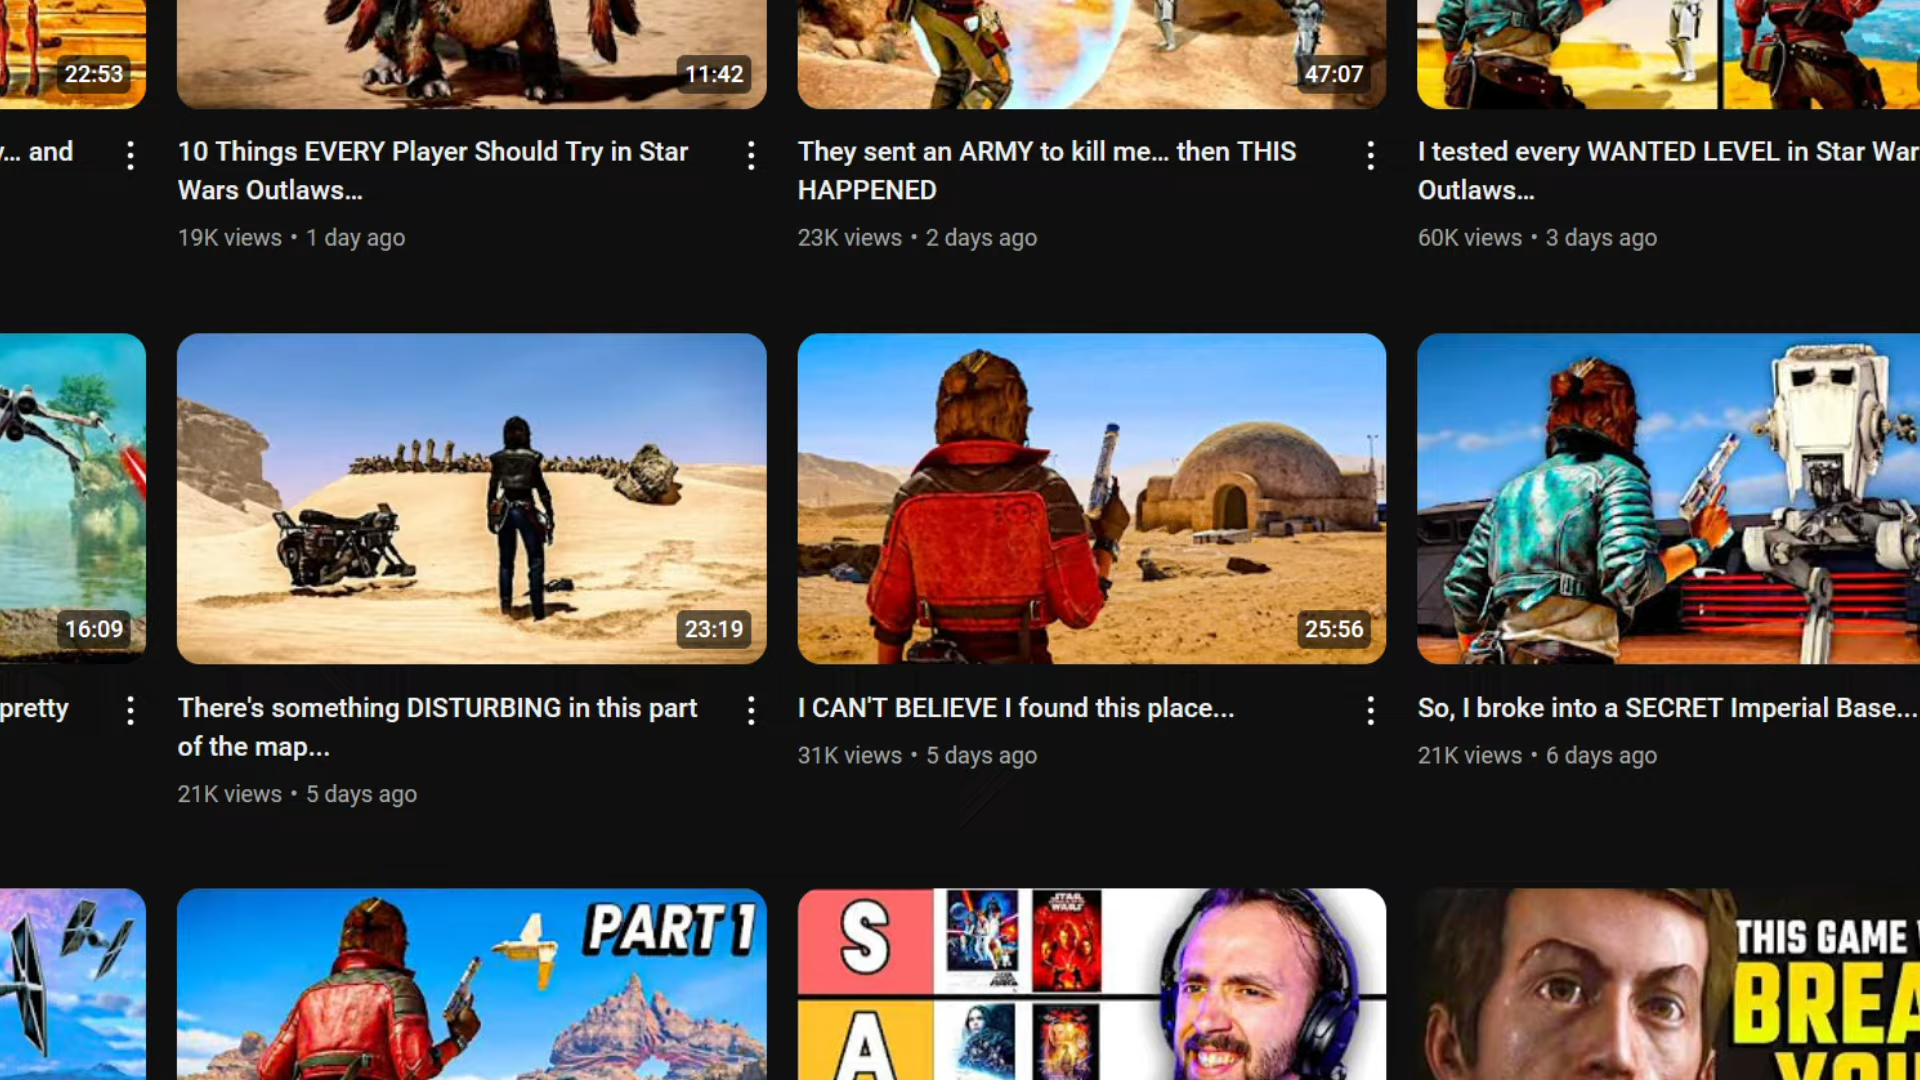 22:53
11:42
47:07
... and
10 Things EVERY Player Should Try in Star
Wars Outlaws...
19K views • 1 day ago
They sent an ARMY to kill me... then THIS
HAPPENED
23K views • 2 days ago
I tested every WANTED LEVEL in Star War
Outlaws...
60K views • 3 days ago
16:09
23:19
25:56
pretty
There's something DISTURBING in this part
of the map...
21K views • 5 days ago
I CAN'T BELIEVE I found this place...
31K views • 5 days ago
So, I broke into a SECRET Imperial Base...
21K views • 6 days ago
PART 1
S
STAR
WARS
A
THIS GAME
BREA
YOU